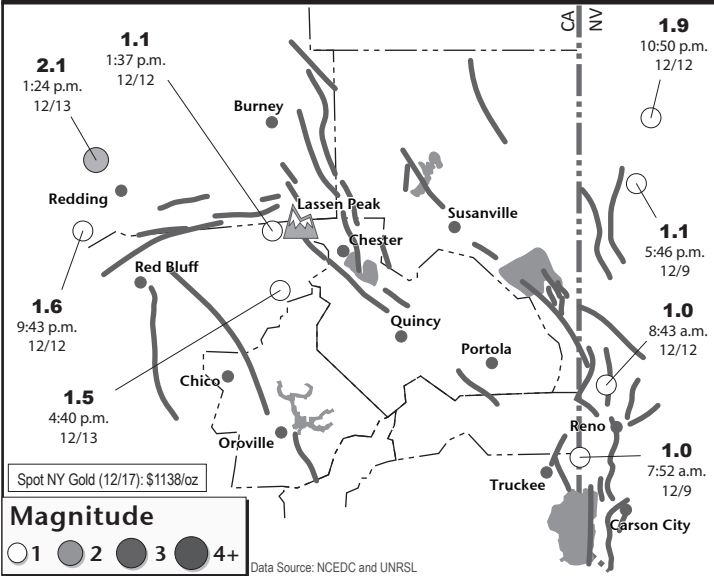 CA
NV
1.1
1:37 p.m.
12/12
1.9
10:50 p.m.
12/12
2.1
1:24 p.m.
12/13
Burney
Redding
Lassen Peak
Susanville
Chester
1.1
5:46 p.m.
12/9
Red Bluff
1.6
9:43 p.m.
12/12
Quincy
1.0
8:43 a.m.
12/12
Portola
Chico
1.5
4:40 p.m.
12/13
Reno
Oroville
1.0
7:52 a.m.
12/9
Truckee
Spot NY Gold (12/17): $1138/oz
Carson City
Magnitude
1 2 3 4+
Data Source: NCEDC and UNRSL